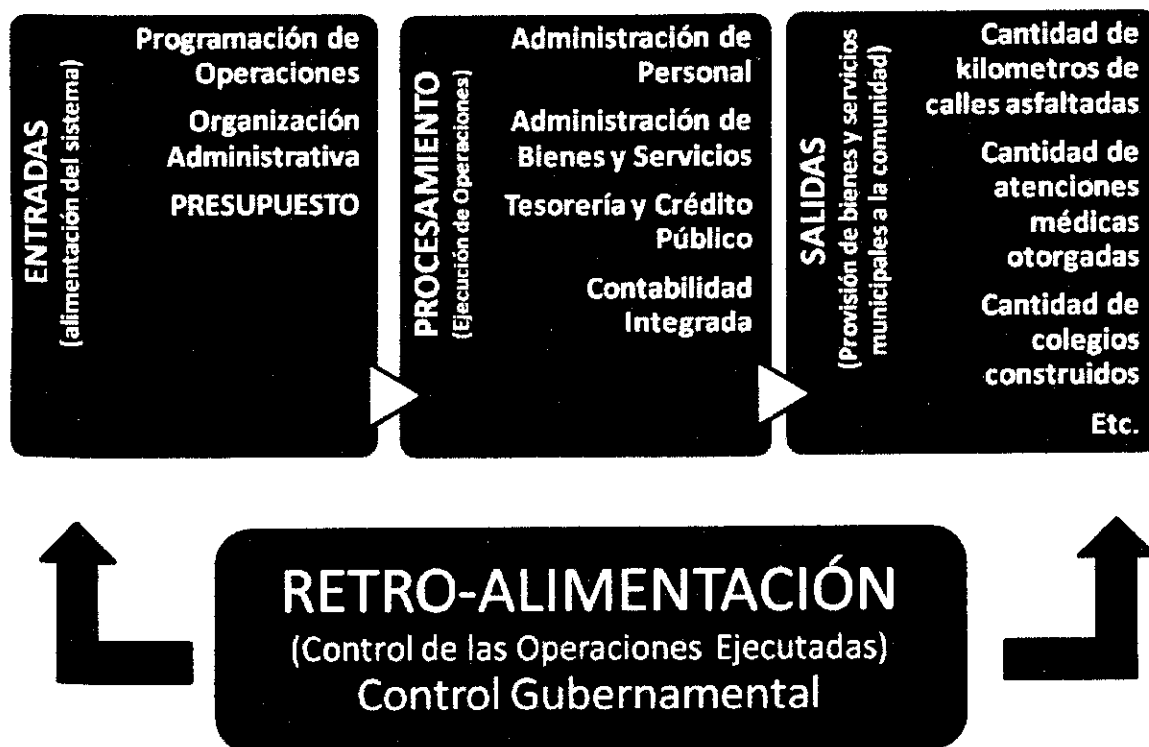 ENTRADAS
(alimentación del sistema)
Programación de
Operaciones
Organización
Administrativa
PRESUPUESTO
PROCESAMIENTO
(Ejecución de Operaciones)
Administración de
Personal
Administración de
Bienes y Servicios
Tesorería y Crédito
Público
Contabilidad
Integrada
SALIDAS
(Provisión de bienes y servicios
municipales a la comunidad)
Cantidad de
kilometros de
calles asfaltadas
Cantidad de
atenciones
médicas
otorgadas
Cantidad de
colegios
construidos
Etc.
RETRO-ALIMENTACIÓN
(Control de las Operaciones Ejecutadas)
Control Gubernamental